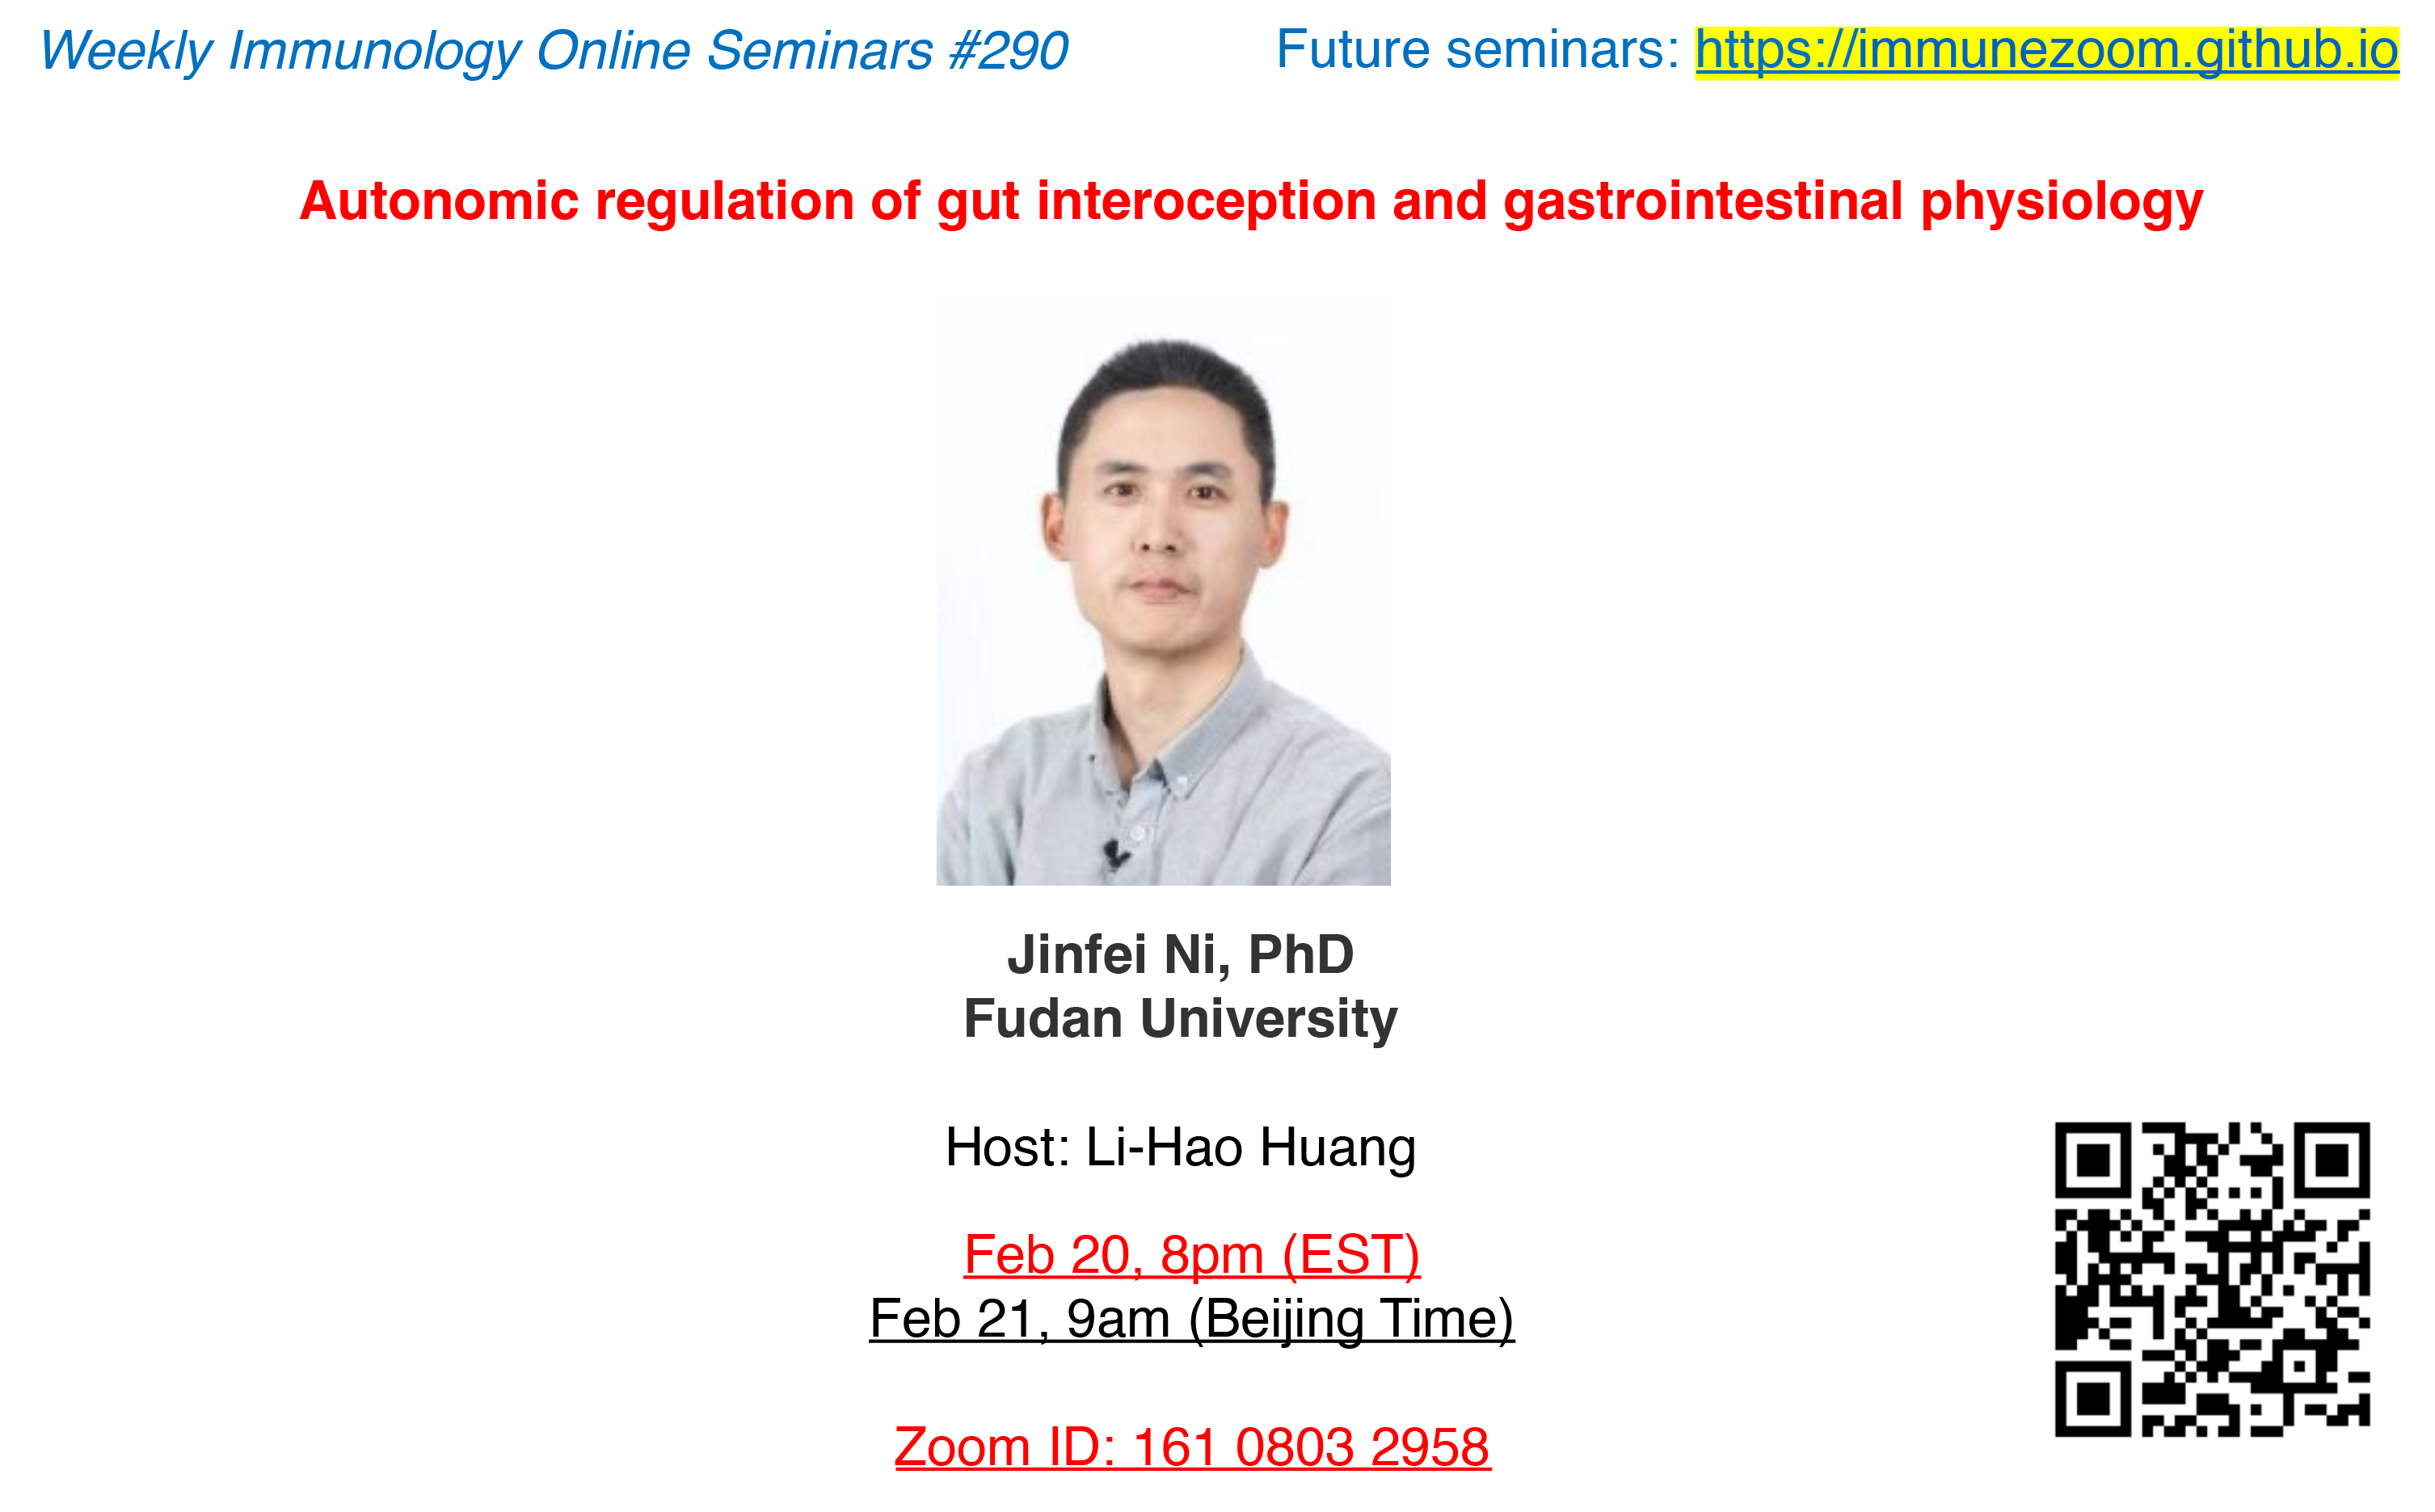 Weekly Immunology Online Seminars #290
Future seminars: https://immunezoom.github.io
Autonomic regulation of gut interoception and gastrointestinal physiology
Jinfei Ni, PhD
Fudan University
Host: Li-Hao Huang
Feb 20, 8pm (EST)
Feb 21, 9am (Beijing Time)
Zoom ID: 161 0803 2958